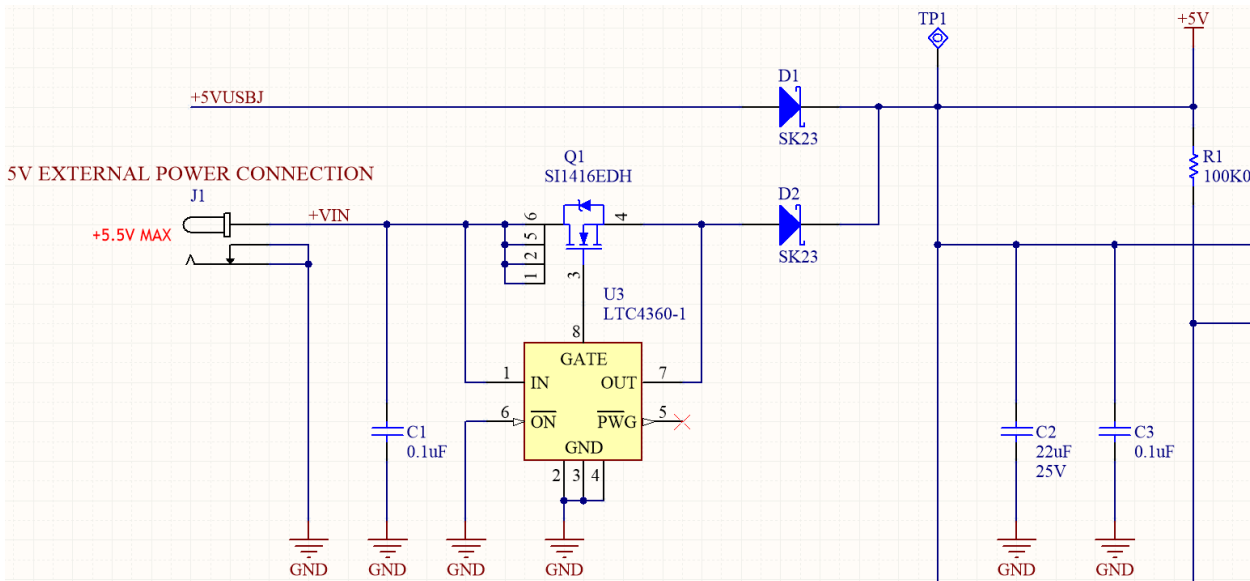 TP1
+5V
D1
+5VUSBJ
SK23
Q1
SI1416EDH
R1
100K0
5V EXTERNAL POWER CONNECTION
J1
+VIN
+5.5V MAX
6
5
2
1
4
3
D2
SK23
U3
LTC4360-1
8
GATE
1
IN
OUT
7
6
ON
PWG
5
GND
2
3
4
C1
0.1uF
C2
22uF
25V
C3
0.1uF
GND
GND
GND
GND
GND
GND